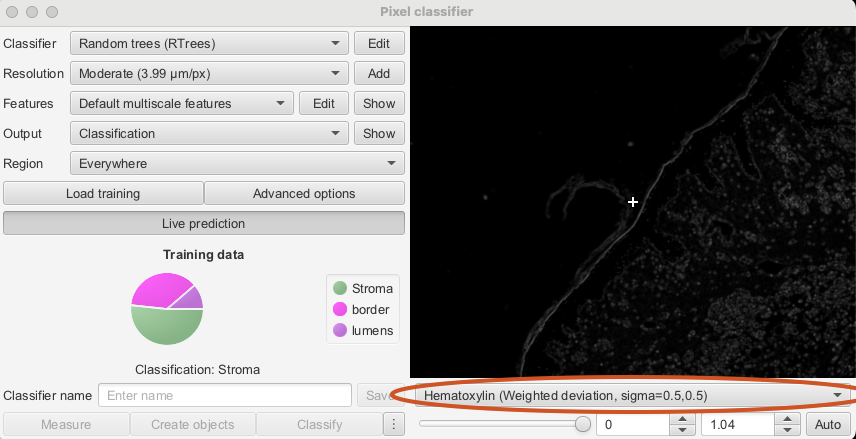 Pixel classifier
Classifier Random trees (RTrees) Edit
Resolution Moderate (3.99 µm/px) Add
Features Default multiscale features Edit Show
Output Classification Show
Region Everywhere
Load training Advanced options
Live prediction
Training data
Stroma
border
lumens
Classification: Stroma
Classifier name Enter name Save Hematoxylin (Weighted deviation, sigma=0.5,0.5)
Measure Create objects Classify 0 1.04 Auto